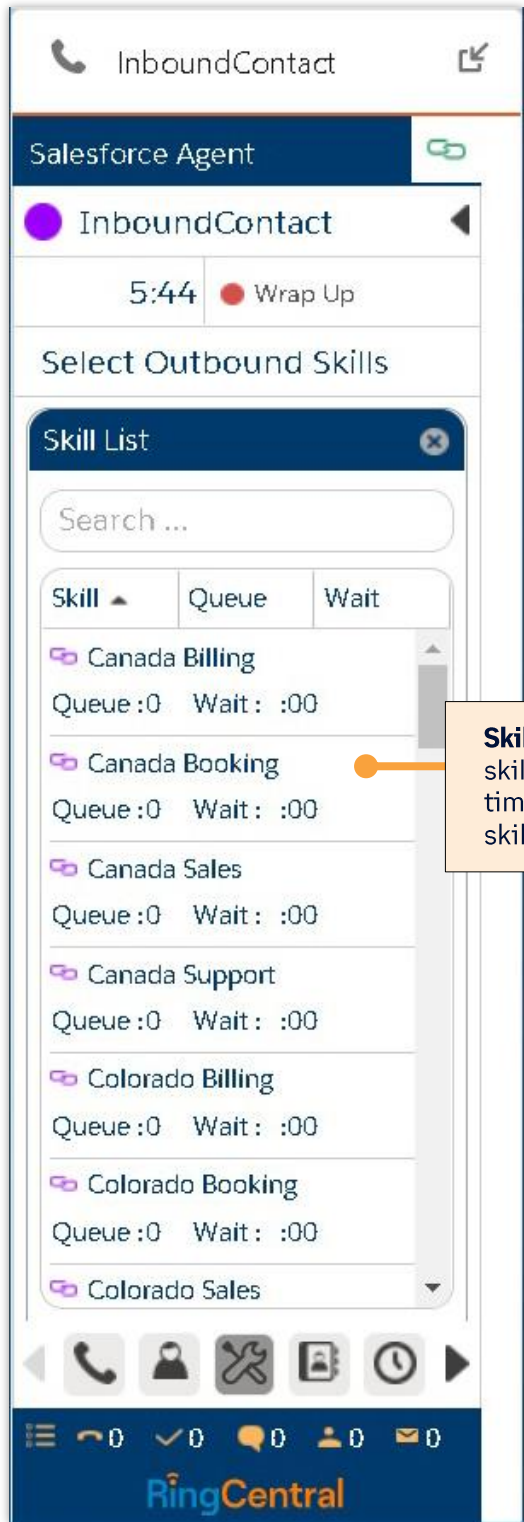 InboundContact
Salesforce Agent
InboundContact
5:44 Wrap Up
Select Outbound Skills
Skill List
Search ...
Skill Queue Wait
Canada Billing
Queue :0 Wait : :00
Canada Booking
Queue :0 Wait : :00
Canada Sales
Queue :0 Wait : :00
Canada Support
Queue :0 Wait : :00
Colorado Billing
Queue :0 Wait : :00
Colorado Booking
Queue :0 Wait : :00
Colorado Sales
0 0 0 0 0
RingCentral